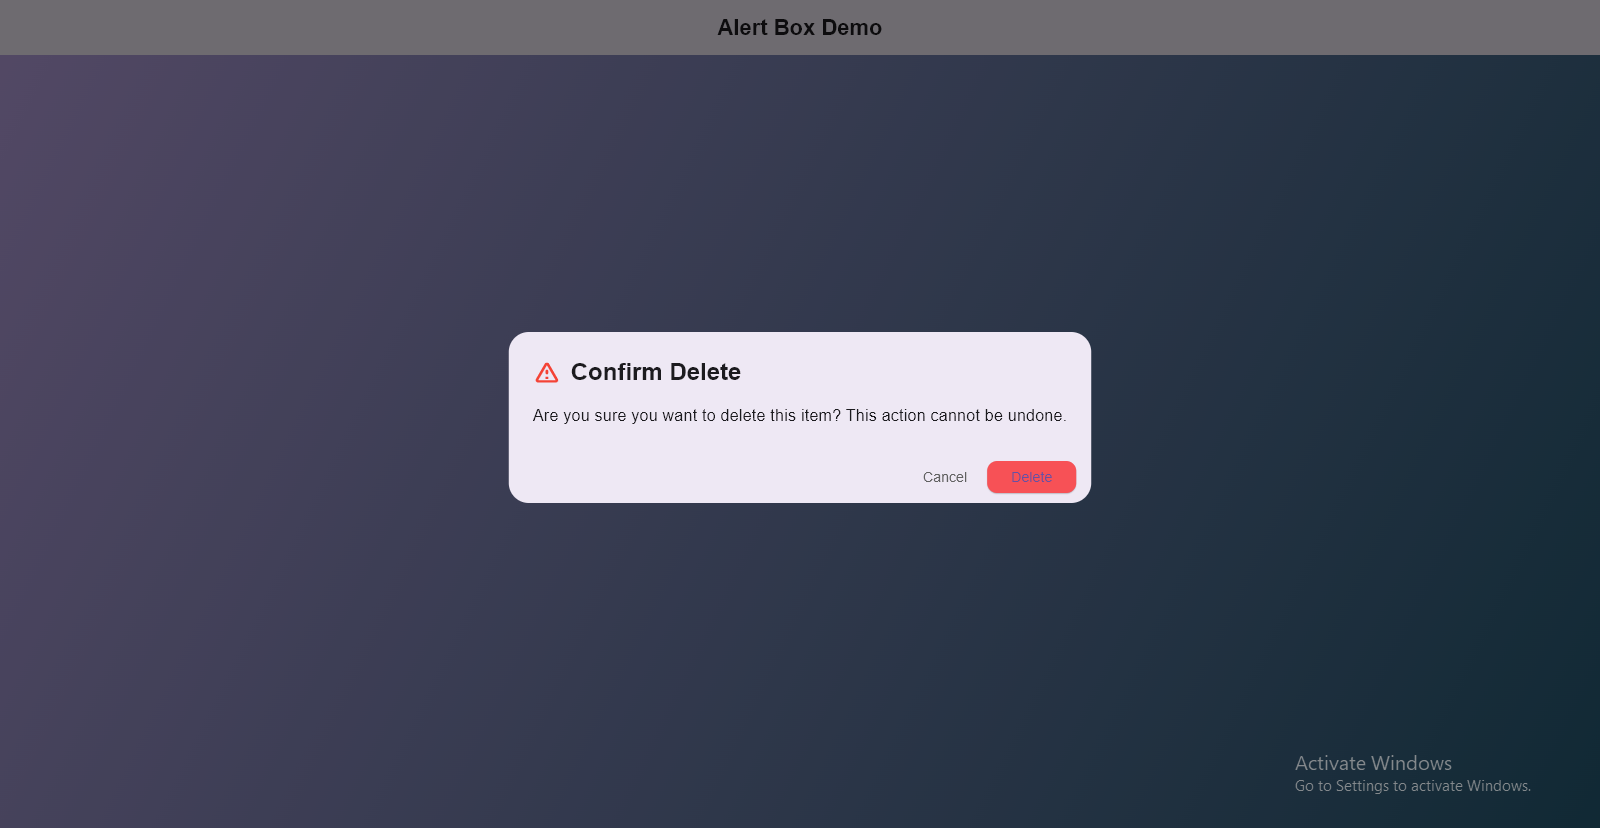 Alert Box Demo
Confirm Delete
Are you sure you want to delete this item? This action cannot be undone.
Cancel Delete
Activate Windows
Go to Settings to activate Windows.